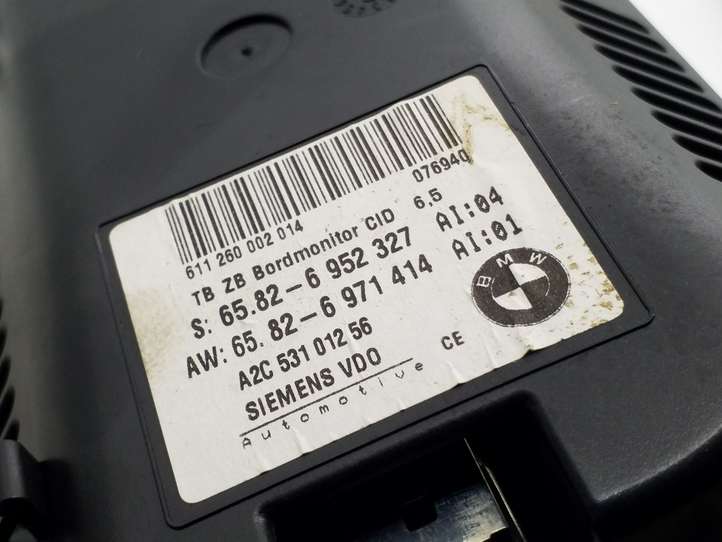 611 260 002 014 076940
TB ZB Bordmonitor CID 6,5
S: 65.82-6 952 327 AI:04
AW: 65. 82-6 971 414 AI:01
A2C 531 012 56
SIEMENS VDO CE
Automotive
BMW